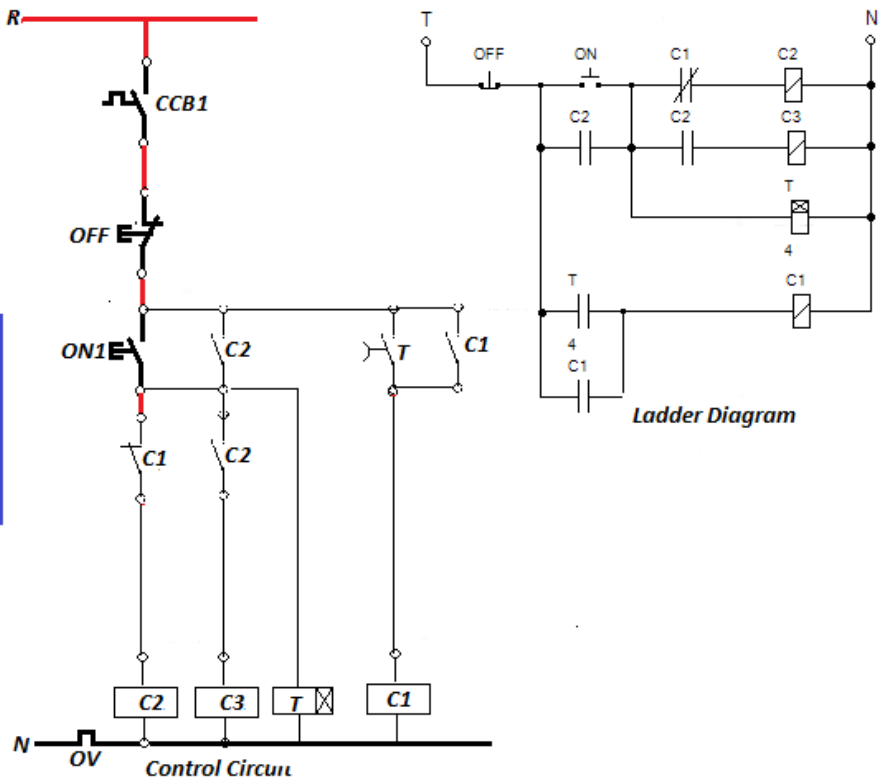 R
CCB1
OFF
ON1
C2
T
C1
C1
C2
C2
C3
T
C1
N
OV
Control Circuit
T
N
OFF
ON
C1
C2
C2
C2
C3
T
4
T
C1
4
C1
Ladder Diagram